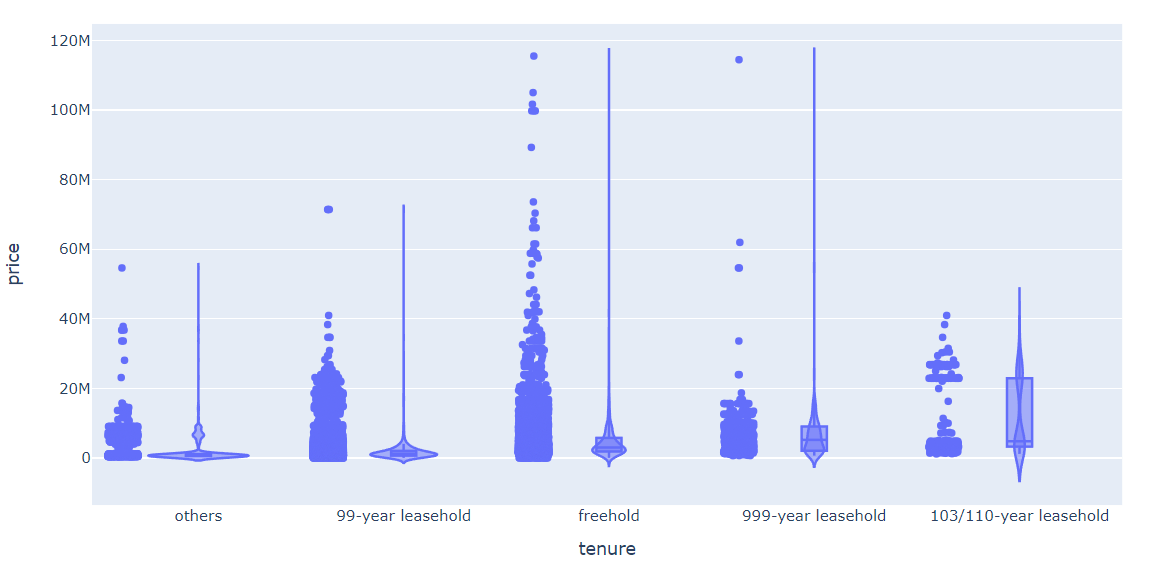 120M
100M
80M
60M
40M
20M
0
price
others 99-year leasehold freehold 999-year leasehold 103/110-year leasehold
tenure